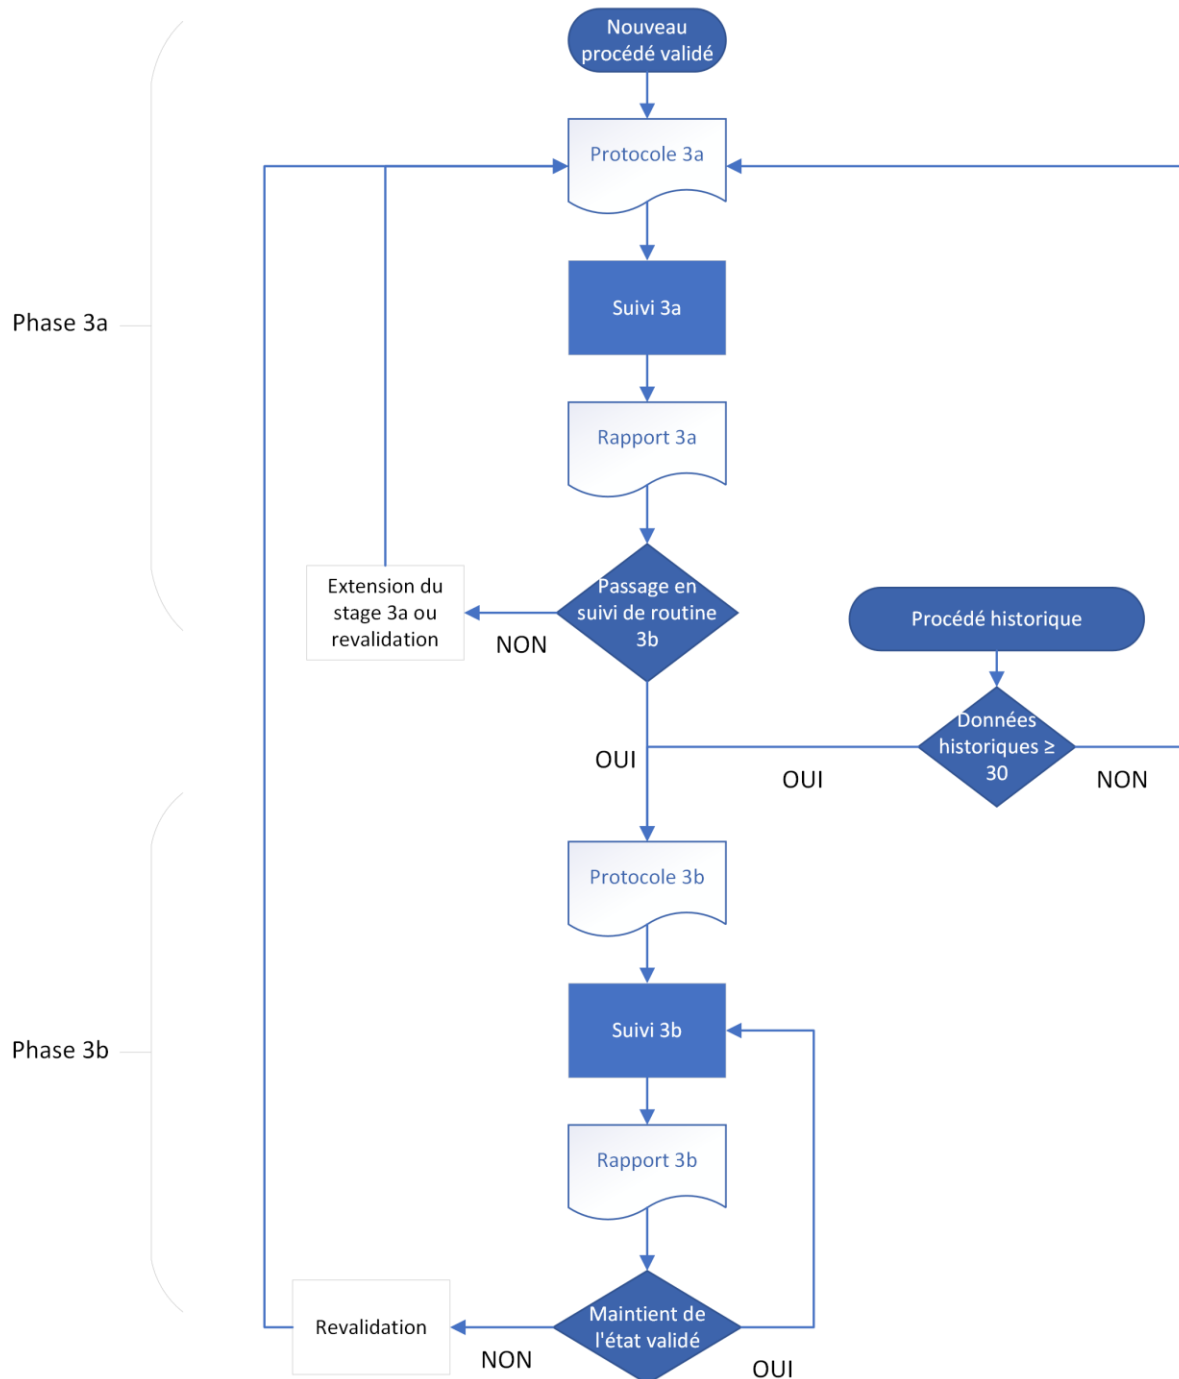 Nouveau
procédé validé
Protocole 3a
Suivi 3a
Phase 3a
Rapport 3a
Passage en
suivi de routine
3b
Extension du
stage 3a ou
revalidation
NON
Procédé historique
Données
historiques ≥
30
OUI
OUI
NON
Protocole 3b
Suivi 3b
Phase 3b
Rapport 3b
Maintient de
l'état validé
Revalidation
NON
OUI